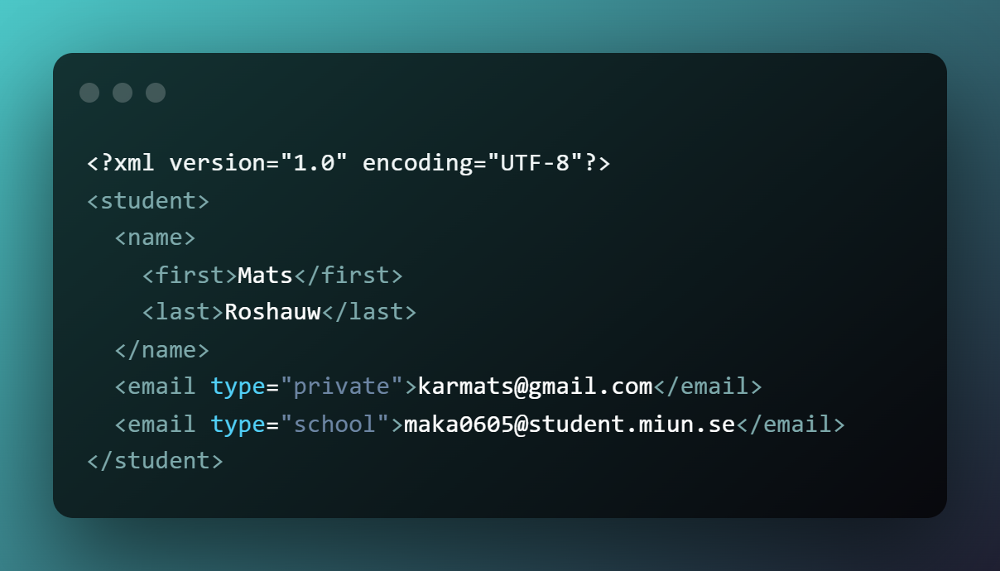 <?xml version="1.0" encoding="UTF-8"?>
<student>
  <name>
    <first>Mats</first>
    <last>Roshauw</last>
  </name>
  <email type="private">karmats@gmail.com</email>
  <email type="school">maka0605@student.miun.se</email>
</student>